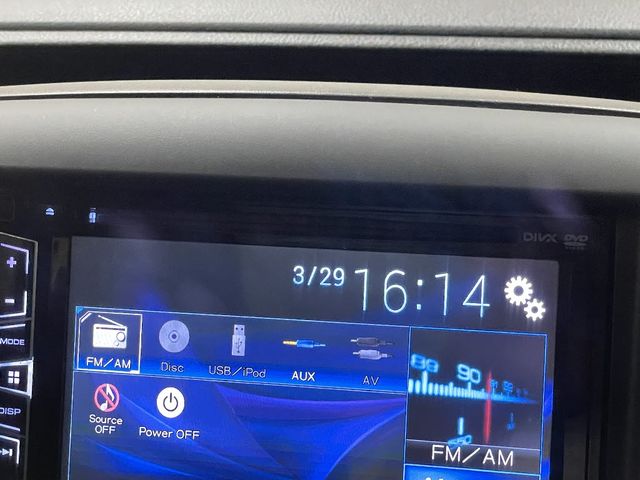 DIVX DVD
3/29 16:14
+
-
MODE
DISP
FM/AM
Disc
USB/iPod
AUX
AV
Source
OFF
Power OFF
88 90
FM/AM